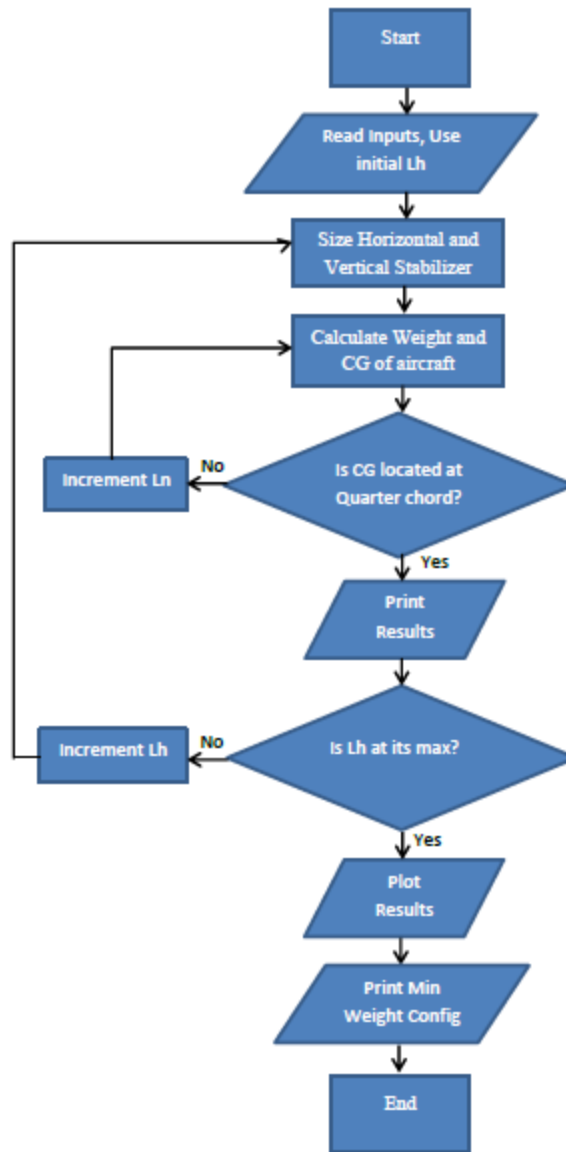 Start
Read Inputs, Use
initial Lh
Size Horizontal and
Vertical Stabilizer
Calculate Weight and
CG of aircraft
Is CG located at
Quarter chord?
No
Increment Ln
Yes
Print
Results
Is Lh at its max?
No
Increment Lh
Yes
Plot
Results
Print Min
Weight Config
End